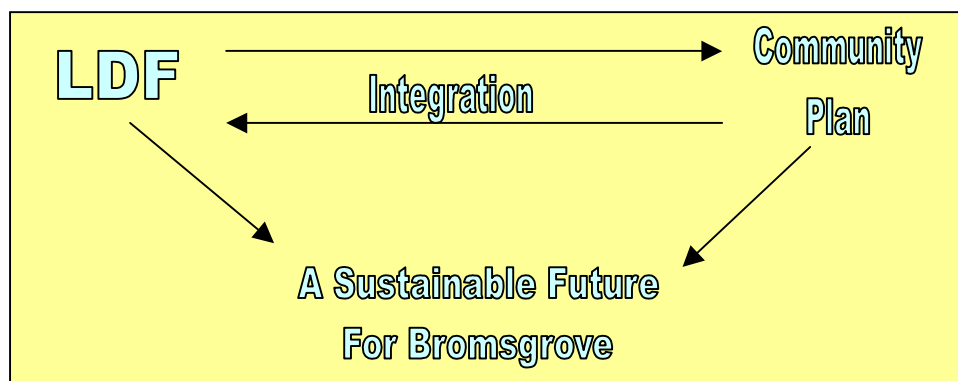 LDF
Integration
Community
Plan
A Sustainable Future
For Bromsgrove